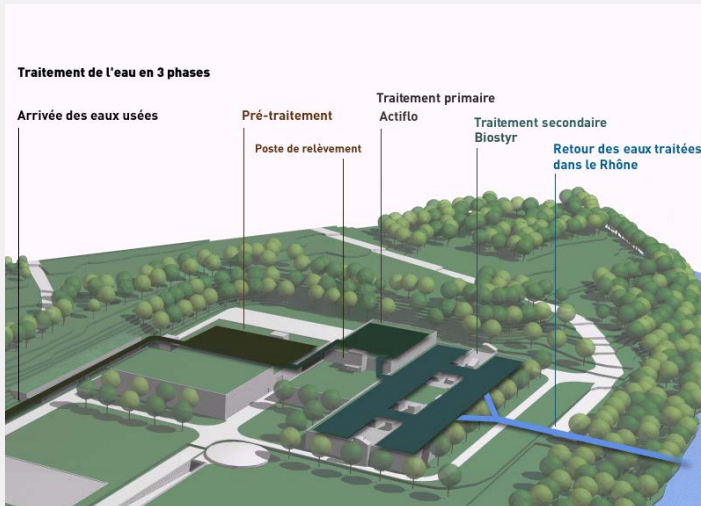 Traitement de l'eau en 3 phases
Arrivée des eaux usées
Pré-traitement
Poste de relèvement
Traitement primaire
Actiflo
Traitement secondaire
Biostyr
Retour des eaux traitées
dans le Rhône